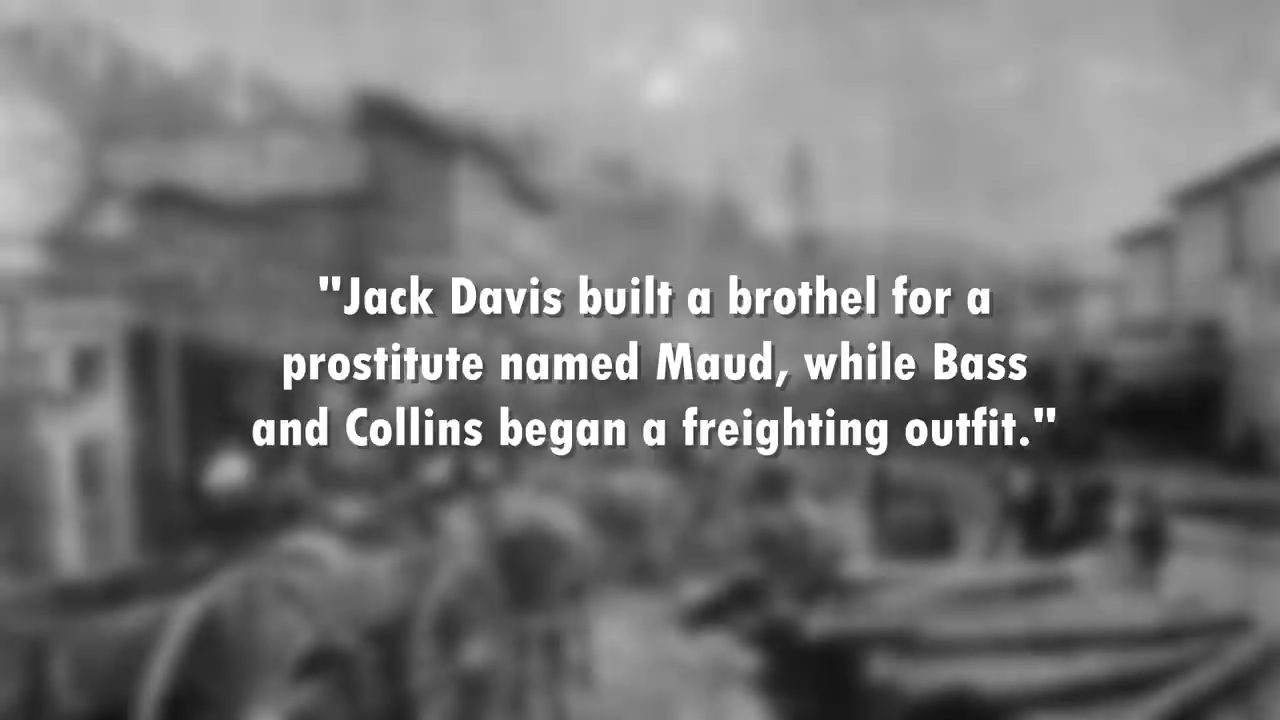 "Jack Davis built a brothel for a
prostitute named Maud, while Bass
and Collins began a freighting outfit."